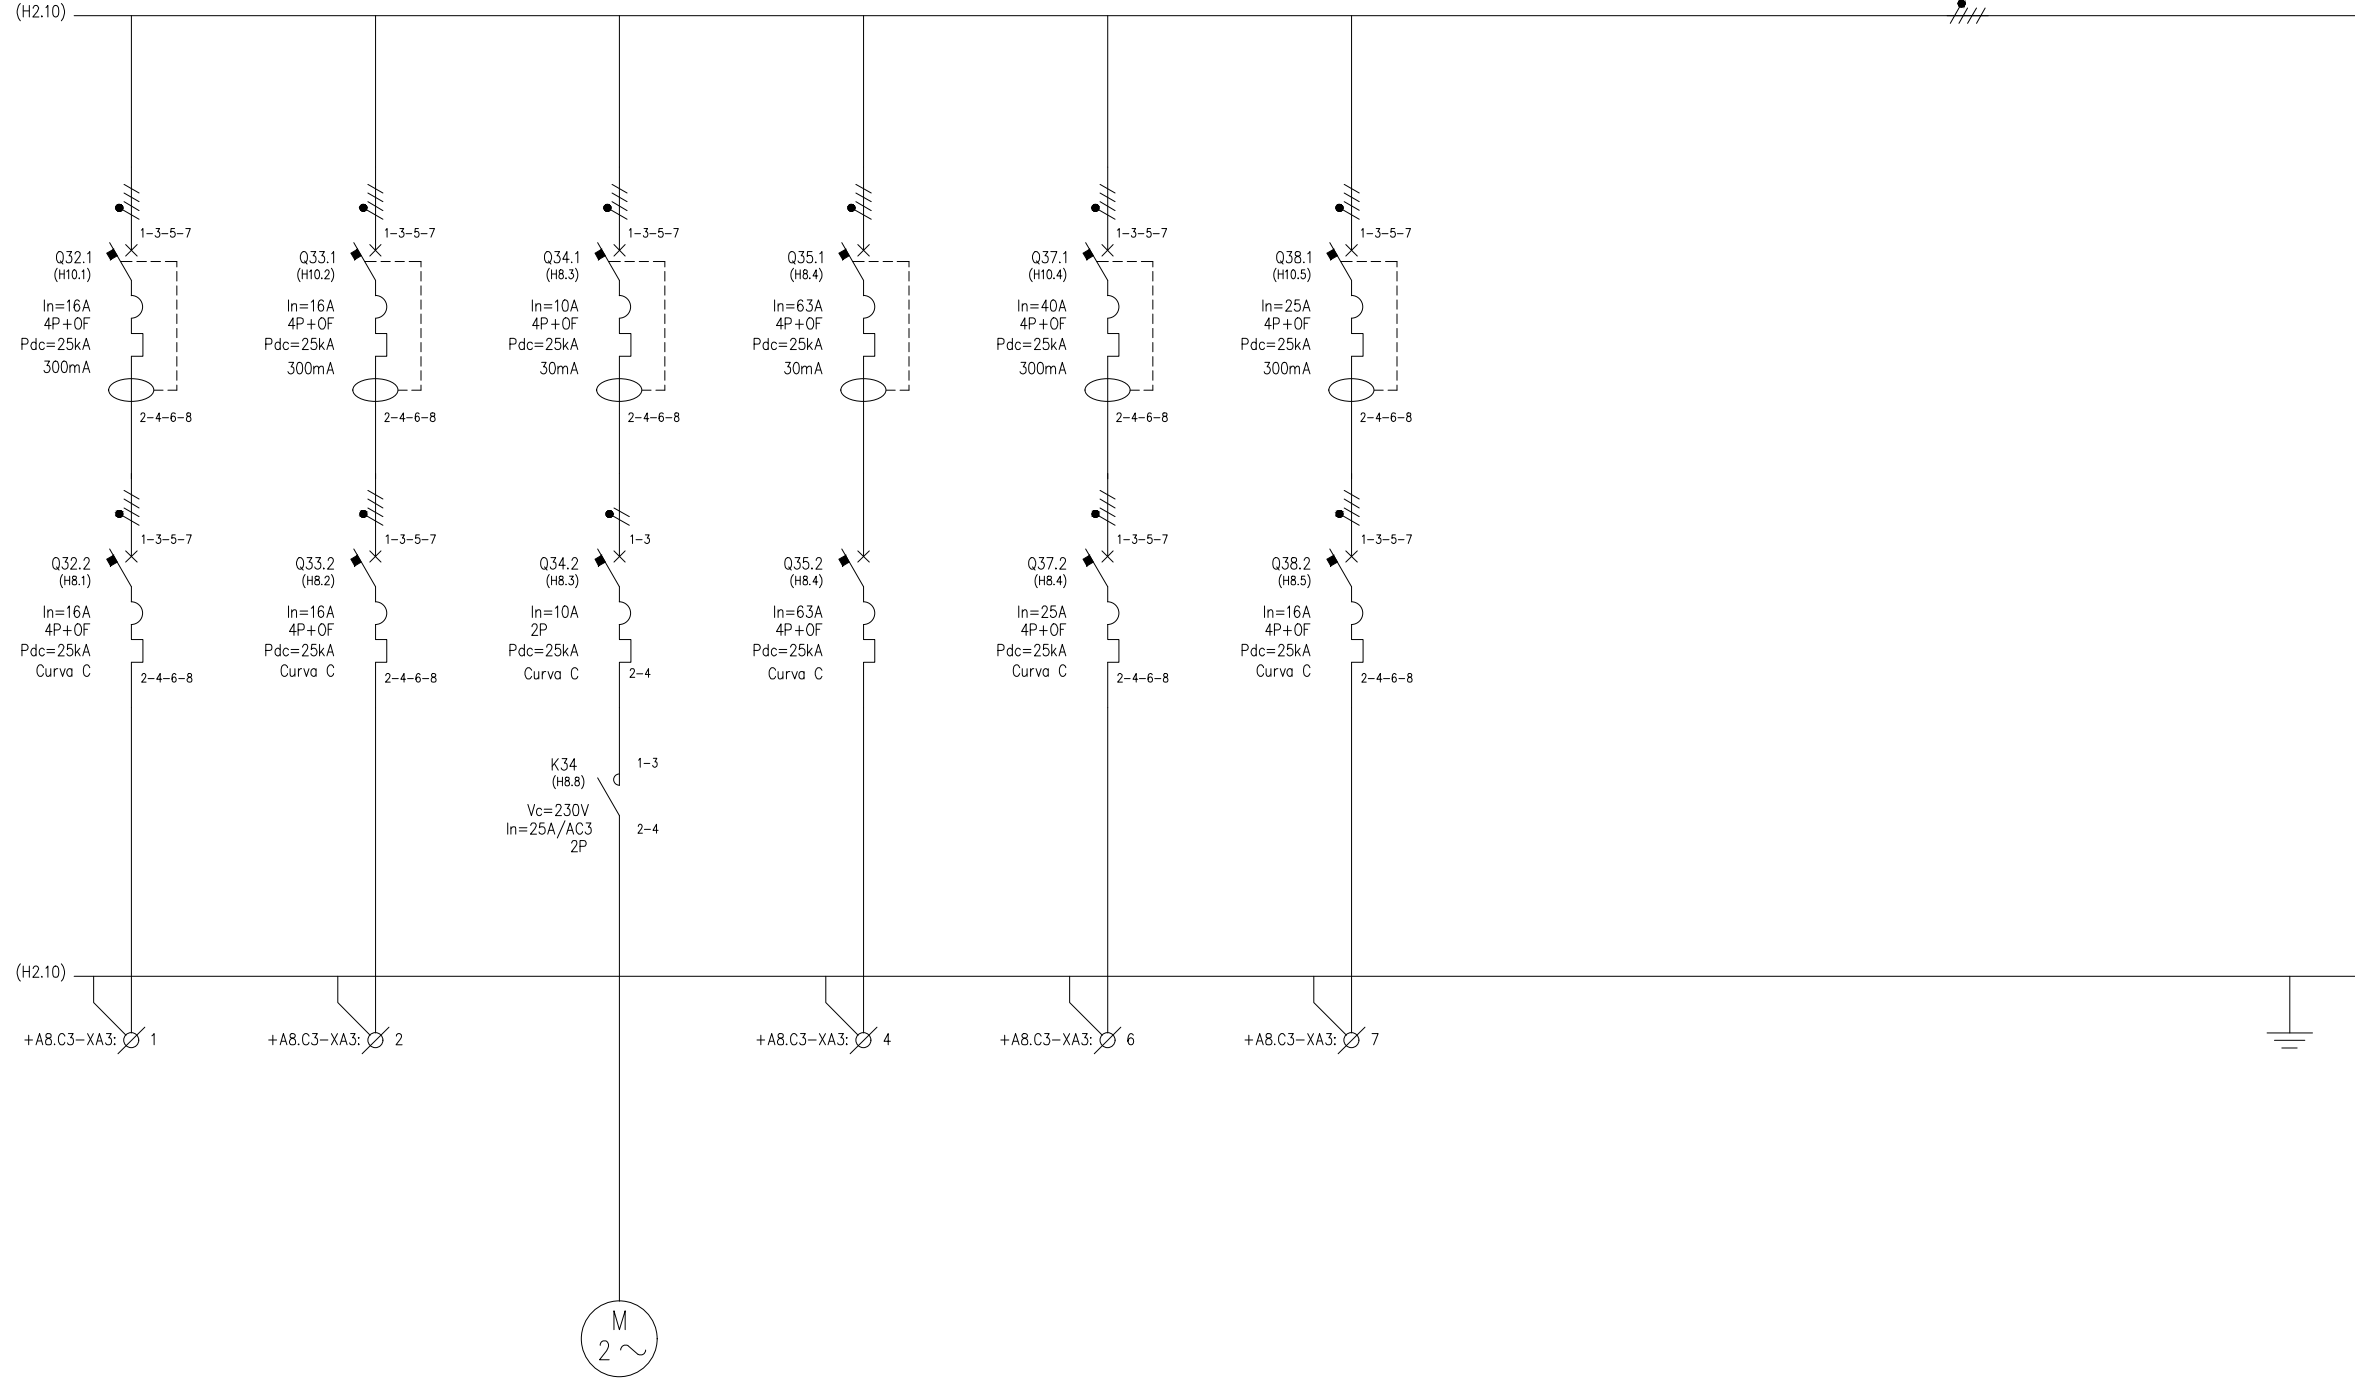 (H2.10)
1-3-5-7
Q32.1
(H10.1)
In=16A
4P+OF
Pdc=25kA
300mA
2-4-6-8
1-3-5-7
Q32.2
(H8.1)
In=16A
4P+OF
Pdc=25kA
Curva C
2-4-6-8
1-3-5-7
Q33.1
(H10.2)
In=16A
4P+OF
Pdc=25kA
300mA
2-4-6-8
1-3-5-7
Q33.2
(H8.2)
In=16A
4P+OF
Pdc=25kA
Curva C
2-4-6-8
1-3-5-7
Q34.1
(H8.3)
In=10A
4P+OF
Pdc=25kA
30mA
2-4-6-8
1-3
Q34.2
(H8.3)
In=10A
2P
Pdc=25kA
Curva C
2-4
K34
(H8.8)
1-3
Vc=230V
In=25A/AC3
2P
2-4
Q35.1
(H8.4)
In=63A
4P+OF
Pdc=25kA
30mA
Q35.2
(H8.4)
In=63A
4P+OF
Pdc=25kA
Curva C
1-3-5-7
Q37.1
(H10.4)
In=40A
4P+OF
Pdc=25kA
300mA
2-4-6-8
1-3-5-7
Q37.2
(H8.4)
In=25A
4P+OF
Pdc=25kA
Curva C
2-4-6-8
1-3-5-7
Q38.1
(H10.5)
In=25A
4P+OF
Pdc=25kA
300mA
2-4-6-8
1-3-5-7
Q38.2
(H8.5)
In=16A
4P+OF
Pdc=25kA
Curva C
2-4-6-8
(H2.10)
+A8.C3-XA3: 1
+A8.C3-XA3: 2
+A8.C3-XA3: 4
+A8.C3-XA3: 6
+A8.C3-XA3: 7
M
2 ~